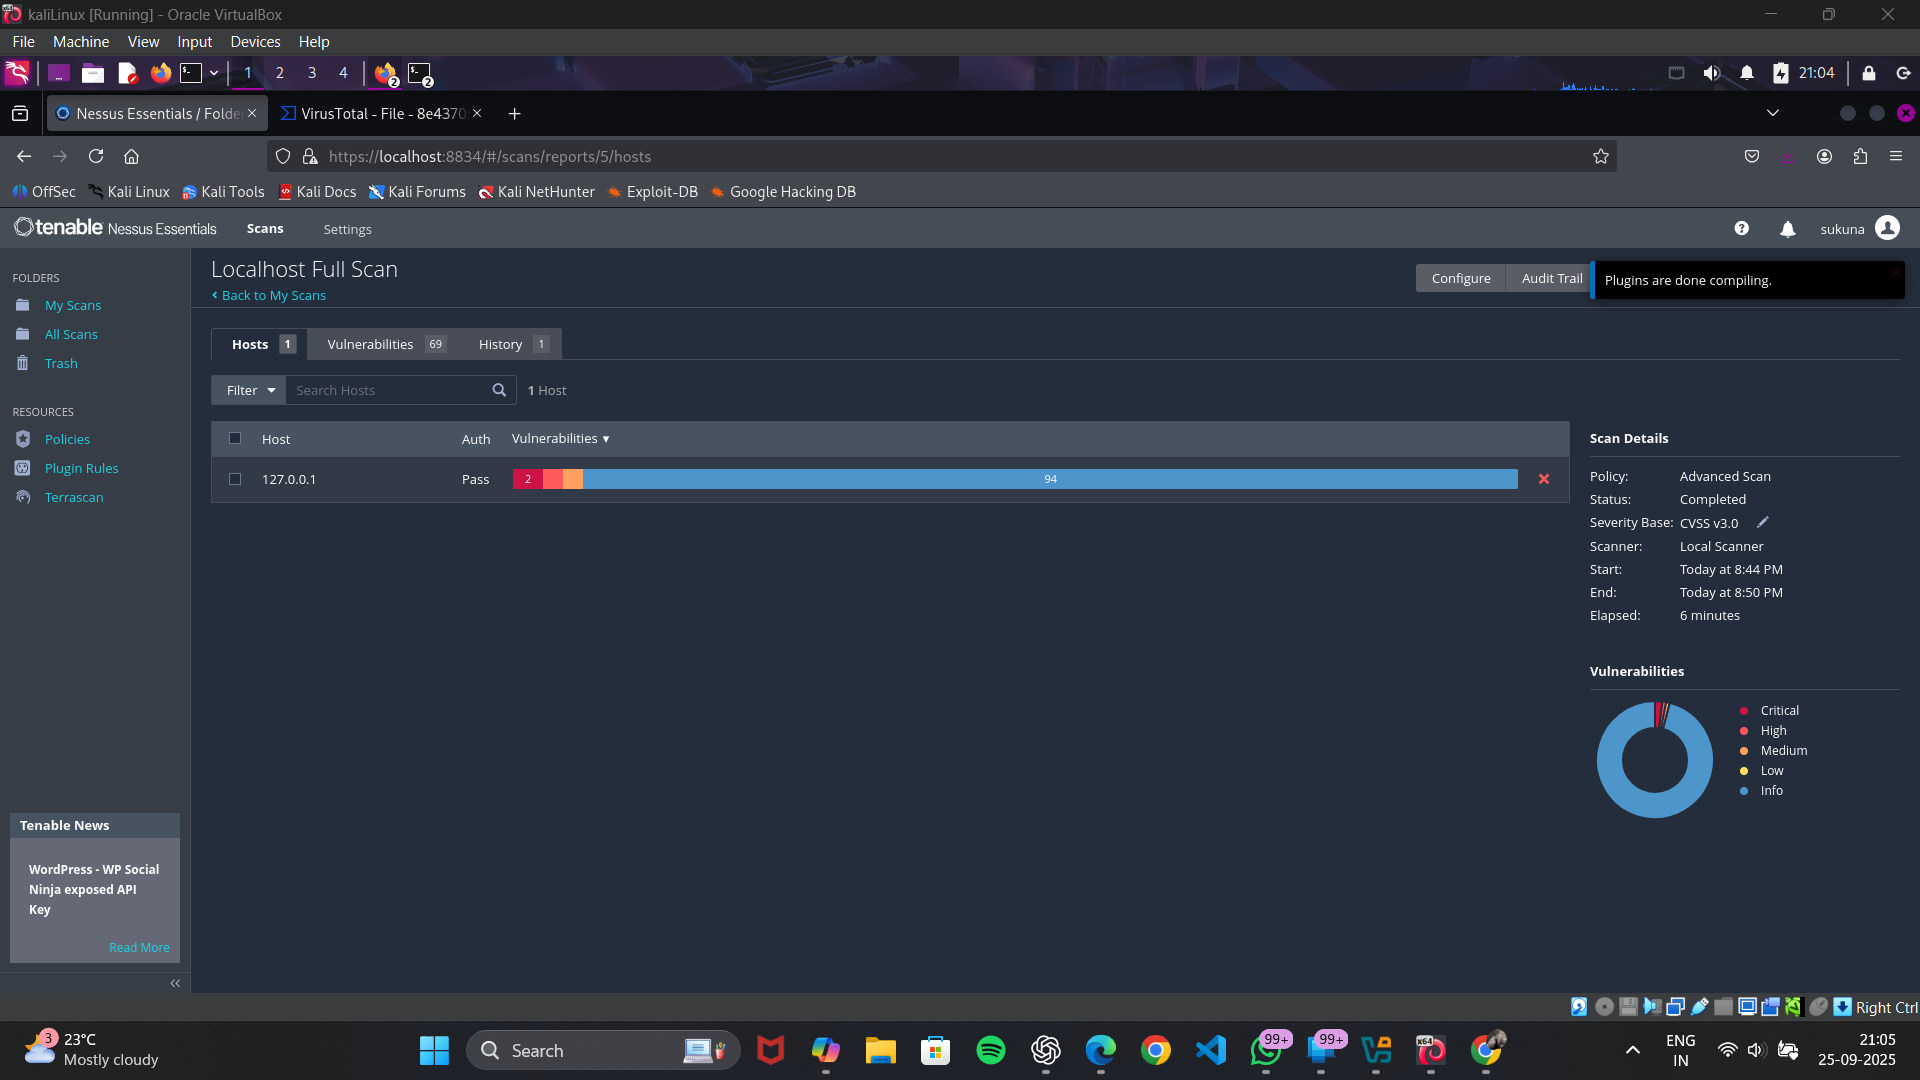 kaliLinux [Running] - Oracle VirtualBox
File Machine View Input Devices Help
1 2 3 4 2 2 21:04
Nessus Essentials / Folde
VirusTotal - File - 8e4370
https://localhost:8834/#/scans/reports/5/hosts
OffSec Kali Linux Kali Tools Kali Docs Kali Forums Kali NetHunter Exploit-DB Google Hacking DB
tenable Nessus Essentials Scans Settings sukuna
FOLDERS
My Scans
All Scans
Trash
RESOURCES
Policies
Plugin Rules
Terrascan
Tenable News
WordPress - WP Social
Ninja exposed API
Key
Read More
Localhost Full Scan
Back to My Scans
Configure Audit Trail
Plugins are done compiling.
Hosts 1 Vulnerabilities 69 History 1
Filter Search Hosts 1 Host
Host Auth Vulnerabilities
127.0.0.1 Pass 2 94
Scan Details
Policy: Advanced Scan
Status: Completed
Severity Base: CVSS v3.0
Scanner: Local Scanner
Start: Today at 8:44 PM
End: Today at 8:50 PM
Elapsed: 6 minutes
Vulnerabilities
Critical
High
Medium
Low
Info
Right Ctrl
3
23°C
Mostly cloudy
Search
99+ 99+
x64
ENG
IN
21:05
25-09-2025